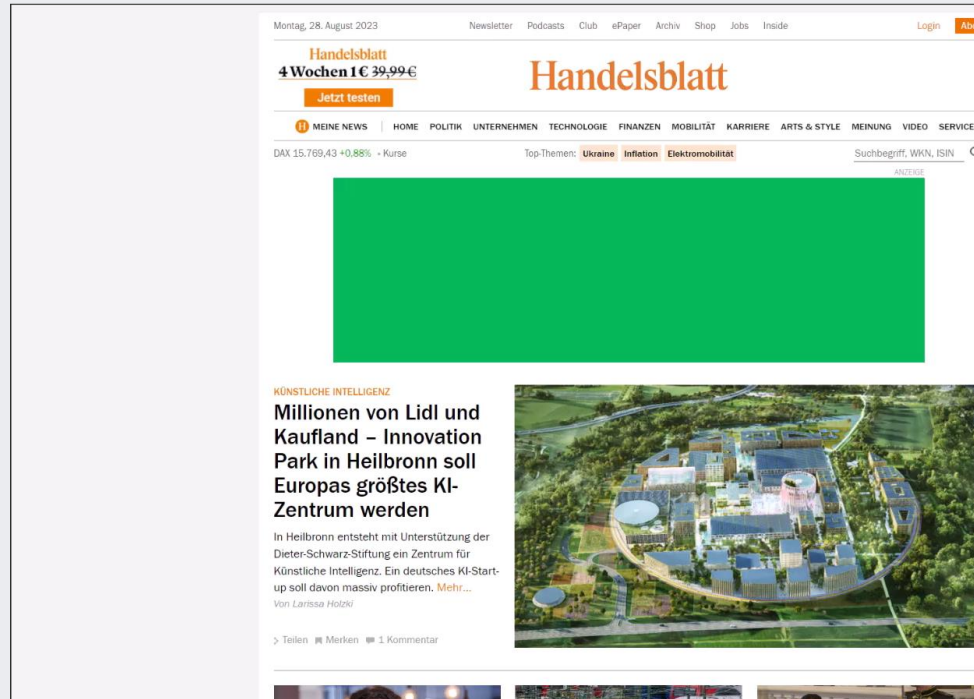 Montag, 28. August 2023
Newsletter Podcasts Club ePaper Archiv Shop Jobs Inside
Login
Handelsblatt
4 Wochen 1 € 39,99 €
Jetzt testen
Handelsblatt
H MEINE NEWS HOME POLITIK UNTERNEHMEN TECHNOLOGIE FINANZEN MOBILITÄT KARRIERE ARTS & STYLE MEINUNG VIDEO SERVICE
DAX 15.769,43 +0,88% • Kurse
Top-Themen: Ukraine Inflation Elektromobilität
Suchbegriff, WKN, ISIN
ANZEIGE
KÜNSTLICHE INTELLIGENZ
Millionen von Lidl und
Kaufland – Innovation
Park in Heilbronn soll
Europas größtes KI-
Zentrum werden
In Heilbronn entsteht mit Unterstützung der
Dieter-Schwarz-Stiftung ein Zentrum für
Künstliche Intelligenz. Ein deutsches KI-Start-
up soll davon massiv profitieren. Mehr...
Von Larissa Holzki
Teilen Merken 1 Kommentar